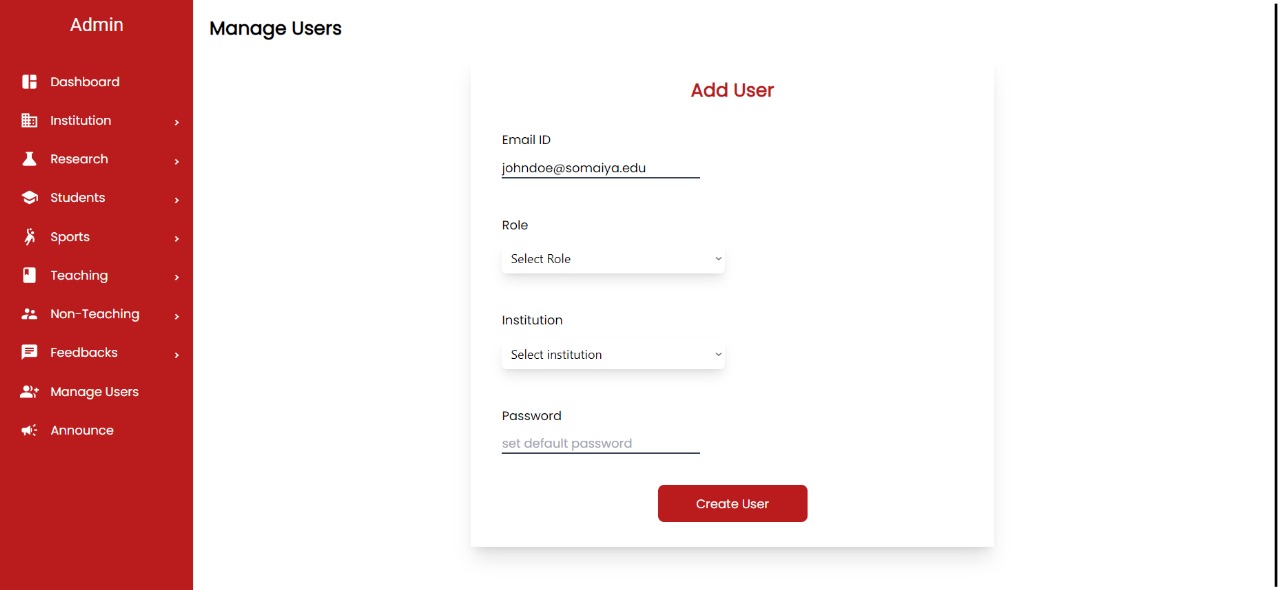 Admin
Dashboard
Institution
Research
Students
Sports
Teaching
Non-Teaching
Feedbacks
Manage Users
Announce
Manage Users
Add User
Email ID
johndoe@somaiya.edu
Role
Select Role
Institution
Select institution
Password
set default password
Create User